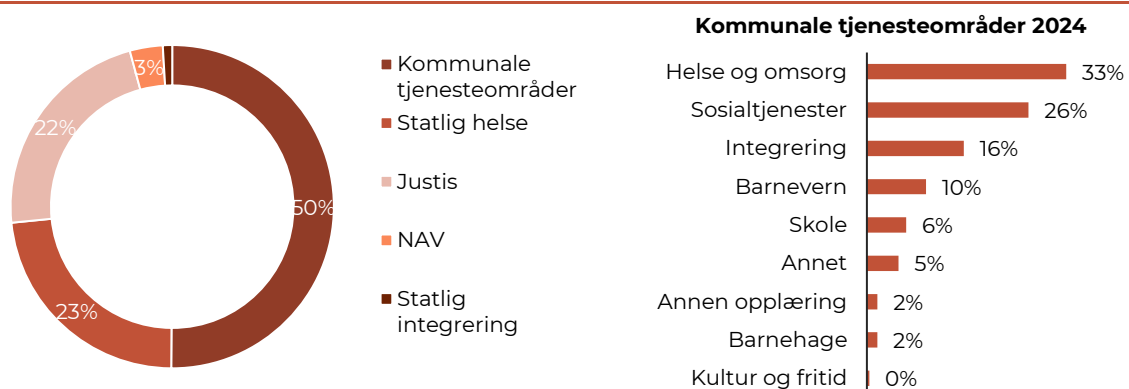 3%
22%
50%
23%
Kommunale
tjenesteområder
Statlig helse
Justis
NAV
Statlig
integrering
Kommunale tjenesteområder 2024
Helse og omsorg 33%
Sosialtjenester 26%
Integrering 16%
Barnevern 10%
Skole 6%
Annet 5%
Annen opplæring 2%
Barnehage 2%
Kultur og fritid 0%